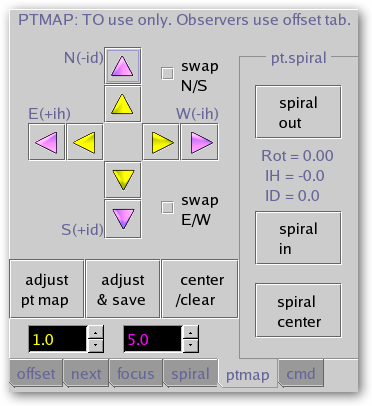 PTMAP: TO use only. Observers use offset tab.
N(-id)
swap
N/S
E(+ih)
W(-ih)
S(+id)
swap
E/W
pt.spiral
spiral
out
Rot = 0.00
IH = -0.0
ID = 0.0
spiral
in
spiral
center
adjust
pt map
adjust
& save
center
/clear
1.0
5.0
offset
next
focus
spiral
ptmap
cmd